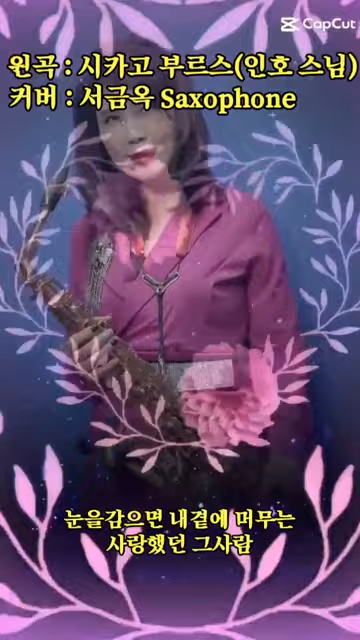 CapCut
원곡 : 시카고 부르스(인호 스님)
커버 : 서금옥 Saxophone
눈을감으면 내곁에 머무는
사랑했던 그사람